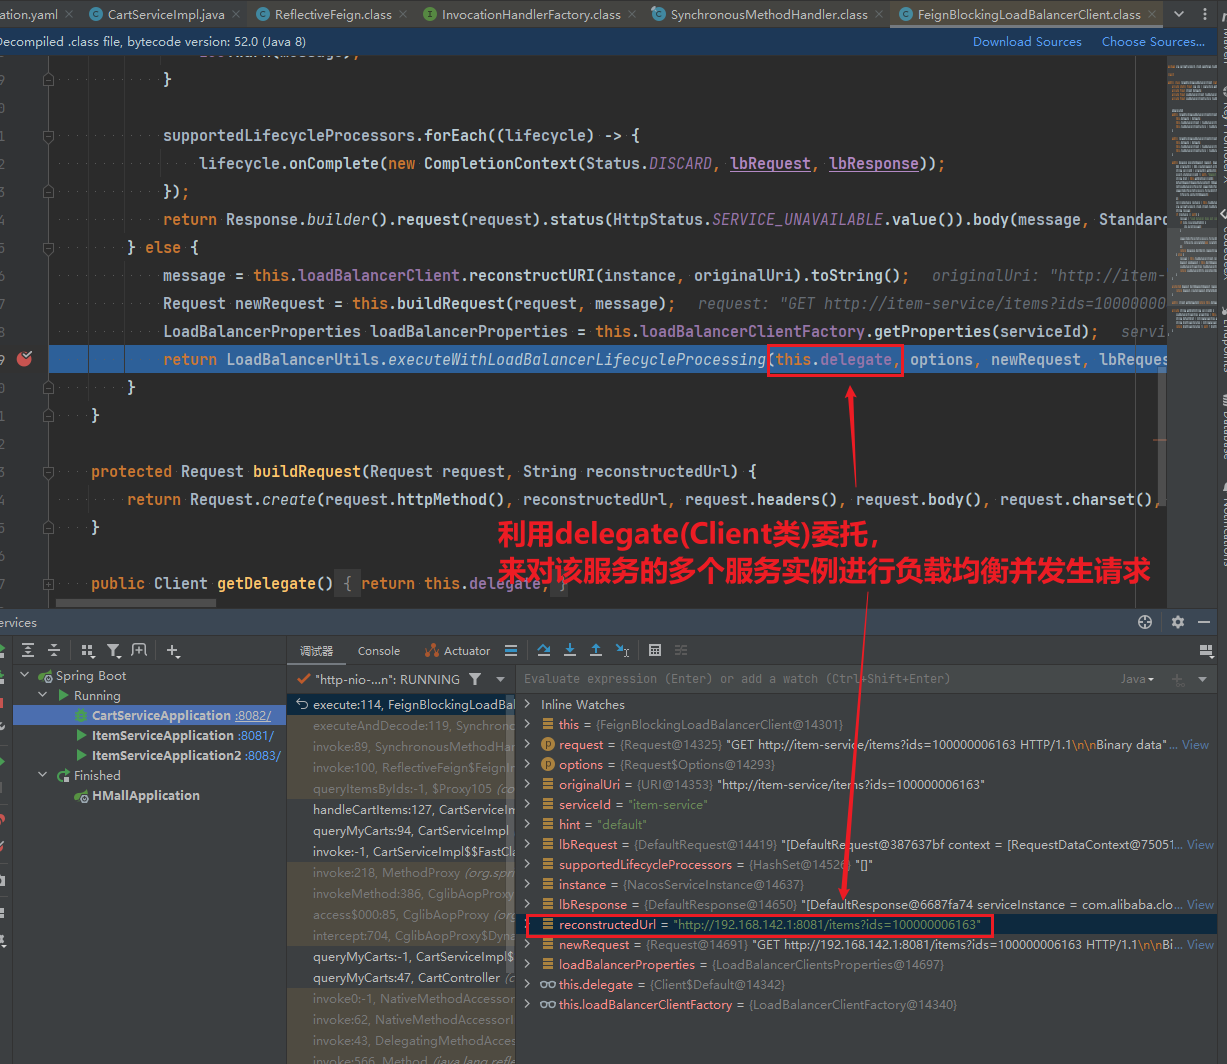 ation.yaml CartServiceImpl.java ReflectiveFeign.class InvocationHandlerFactory.class SynchronousMethodHandler.class FeignBlockingLoadBalancerClient.class
Decompiled .class file, bytecode version: 52.0 (Java 8) Download Sources Choose Sources...
}
supportedLifecycleProcessors.forEach((lifecycle) -> {
lifecycle.onComplete(new CompletionContext(Status.DISCARD, lbRequest, lbResponse));
});
return Response.builder().request(request).status(HttpStatus.SERVICE_UNAVAILABLE.value()).body(message, Standard
} else {
message = this.loadBalancerClient.reconstructURI(instance, originalUri).toString(); originalUri: "http://item-
Request newRequest = this.buildRequest(request, message); request: "GET http://item-service/items?ids=10000000
LoadBalancerProperties loadBalancerProperties = this.loadBalancerClientFactory.getProperties(serviceId); servi
return LoadBalancerUtils.executeWithLoadBalancerLifecycleProcessing(this.delegate, options, newRequest, lbReques
}
}
protected Request buildRequest(Request request, String reconstructedUrl) {
return Request.create(request.httpMethod(), reconstructedUrl, request.headers(), request.body(), request.charset(),
}
利用delegate(Client类)委托，
来对该服务的多个服务实例进行负载均衡并发生请求
public Client getDelegate() { return this.delegate; }
ervices
调试器 Console Actuator
Spring Boot
Running
CartServiceApplication :8082/
ItemServiceApplication :8081/
ItemServiceApplication2 :8083/
Finished
HMallApplication
"http-nio-...n": RUNNING
execute:114, FeignBlockingLoadBal
executeAndDecode:119, Synchrono
invoke:89, SynchronousMethodHan
invoke:100, ReflectiveFeign$FeignIn
queryItemsByIds:-1, $Proxy105 (co
handleCartItems:127, CartServiceIm
queryMyCarts:94, CartServiceImpl
invoke:-1, CartServiceImpl$$FastCla
invoke:218, MethodProxy (org.spri
invokeMethod:386, CglibAopProxy
access$000:85, CglibAopProxy (org
intercept:704, CglibAopProxy$Dyna
queryMyCarts:-1, CartServiceImpl$
queryMyCarts:47, CartController (c
invoke0:-1, NativeMethodAccessor
invoke:62, NativeMethodAccessorI
invoke:43, DelegatingMethodAcces
invoke:566, Method (java.lang.refle
Evaluate expression (Enter) or add a watch (Ctrl+Shift+Enter) Java
Inline Watches
this = {FeignBlockingLoadBalancerClient@14301}
request = {Request@14325} "GET http://item-service/items?ids=100000006163 HTTP/1.1\n\nBinary data"... View
options = {Request$Options@14293}
originalUri = {URI@14353} "http://item-service/items?ids=100000006163"
serviceId = "item-service"
hint = "default"
lbRequest = {DefaultRequest@14419} "[DefaultRequest@387637bf context = [RequestDataContext@75051... View
supportedLifecycleProcessors = {HashSet@14526} "[]"
instance = {NacosServiceInstance@14637}
lbResponse = {DefaultResponse@14650} "[DefaultResponse@6687fa74 serviceInstance = com.alibaba.clo... View
reconstructedUrl = "http://192.168.142.1:8081/items?ids=100000006163"
newRequest = {Request@14691} "GET http://192.168.142.1:8081/items?ids=100000006163 HTTP/1.1\n\nBi... View
loadBalancerProperties = {LoadBalancerClientsProperties@14697}
this.delegate = {Client$Default@14342}
this.loadBalancerClientFactory = {LoadBalancerClientFactory@14340}